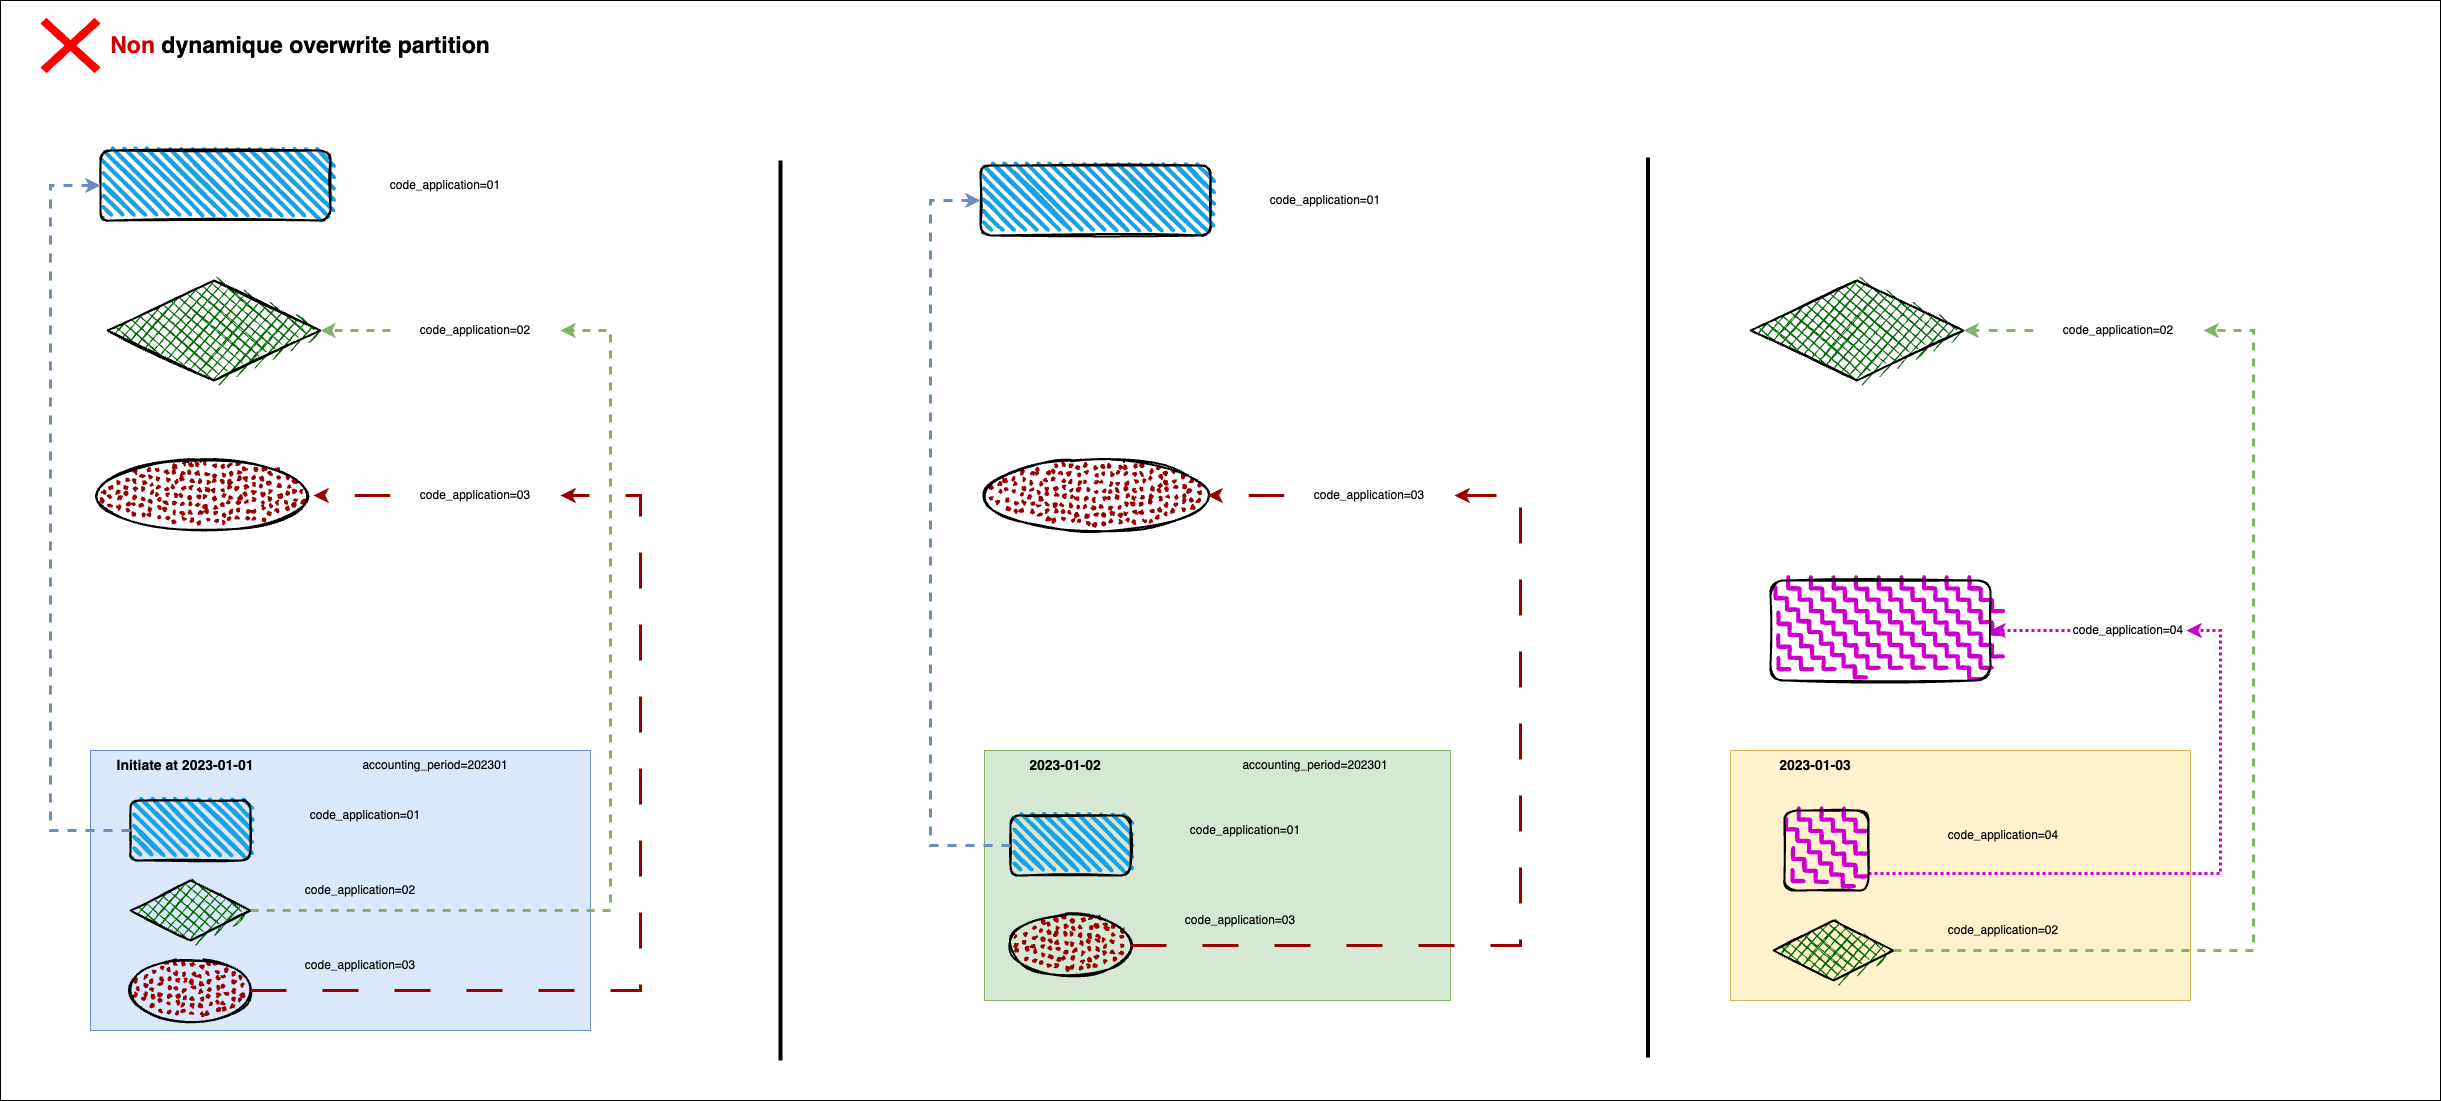 Non dynamique overwrite partition
code_application=01
code_application=02
code_application=03
Initiate at 2023-01-01
accounting_period=202301
code_application=01
code_application=02
code_application=03
code_application=01
code_application=03
2023-01-02
accounting_period=202301
code_application=01
code_application=03
code_application=02
code_application=04
2023-01-03
code_application=04
code_application=02